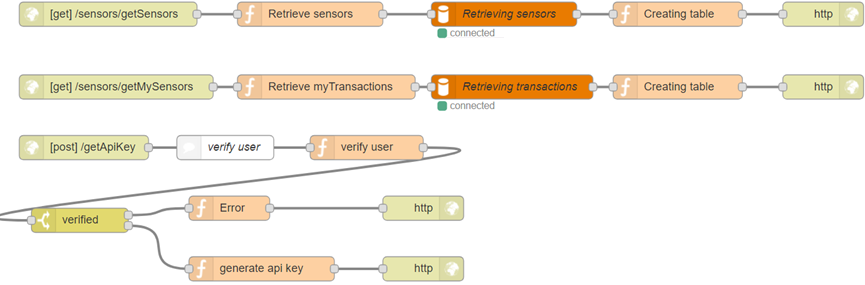 [get] /sensors/getSensors Retrieve sensors Retrieving sensors Creating table http
connected
[get] /sensors/getMySensors Retrieve myTransactions Retrieving transactions Creating table http
connected
[post] /getApiKey verify user verify user
verified Error http
generate api key http